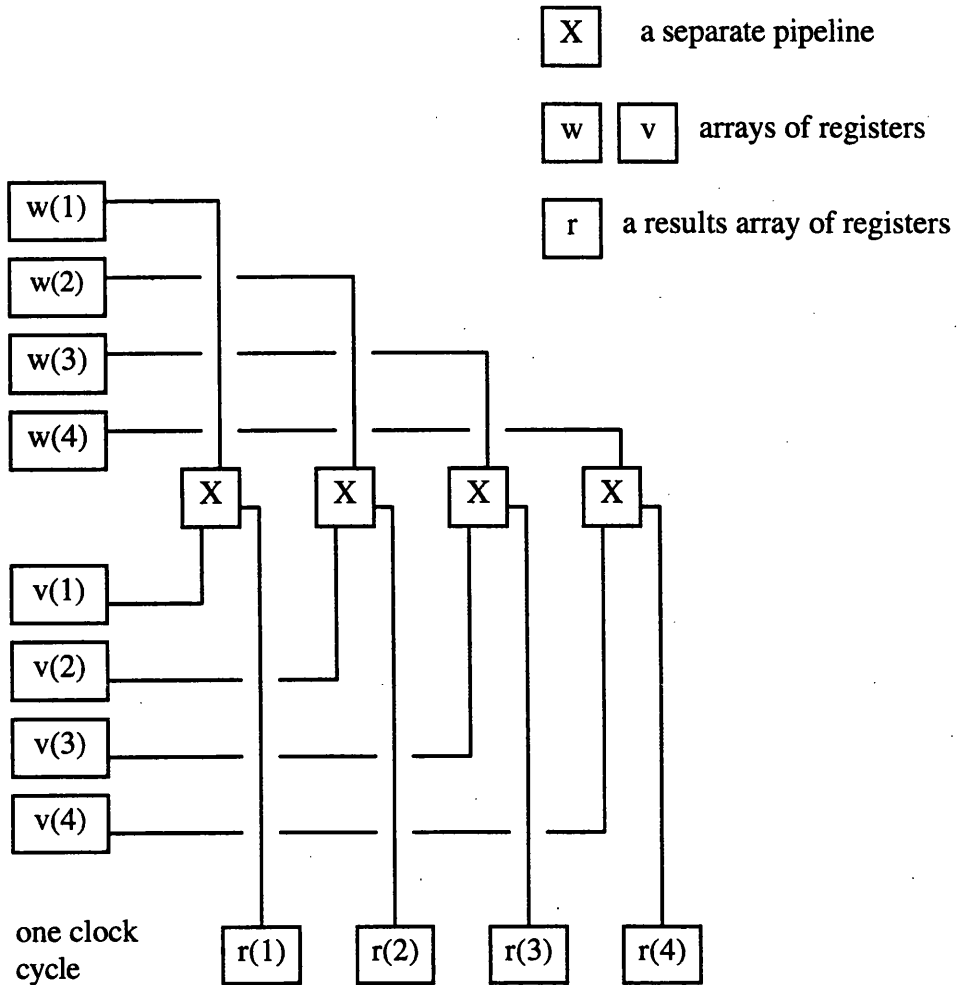 X a separate pipeline
w v arrays of registers
r a results array of registers
w(1)
w(2)
w(3)
w(4)
X X X X
v(1)
v(2)
v(3)
v(4)
one clock
cycle
r(1) r(2) r(3) r(4)